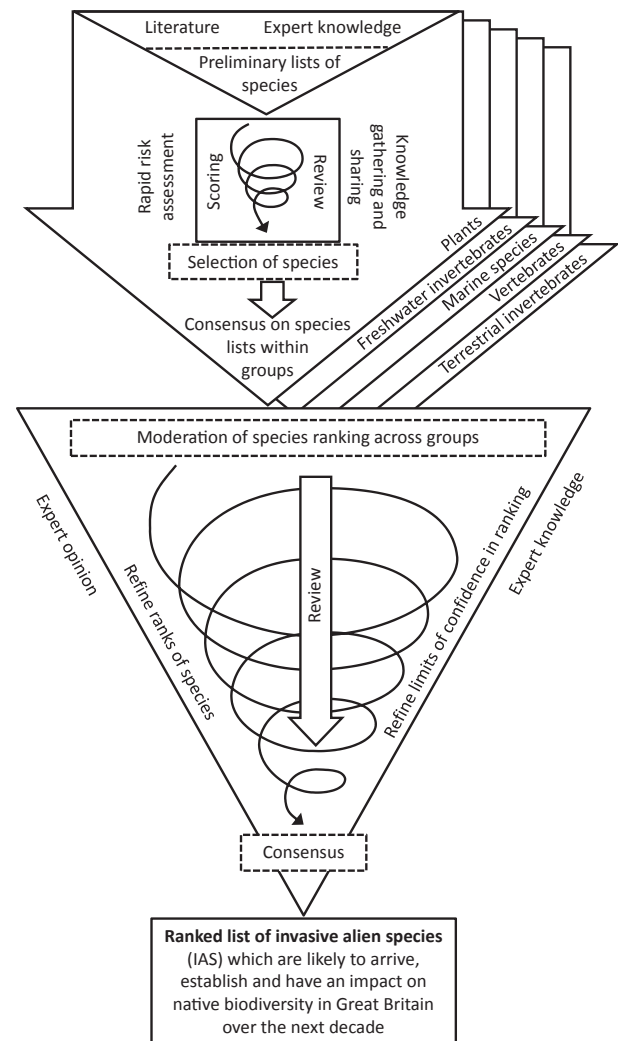 Literature Expert knowledge
Preliminary lists of
species
Rapid risk
assessment
Scoring
Review
Knowledge
gathering and
sharing
Selection of species
Consensus on species
lists within
groups
Plants
Freshwater invertebrates
Marine species
Vertebrates
Terrestrial invertebrates
Moderation of species ranking across groups
Expert opinion
Refine ranks of species
Review
Refine limits of confidence in ranking
Expert knowledge
Consensus
Ranked list of invasive alien species
(IAS) which are likely to arrive,
establish and have an impact on
native biodiversity in Great Britain
over the next decade